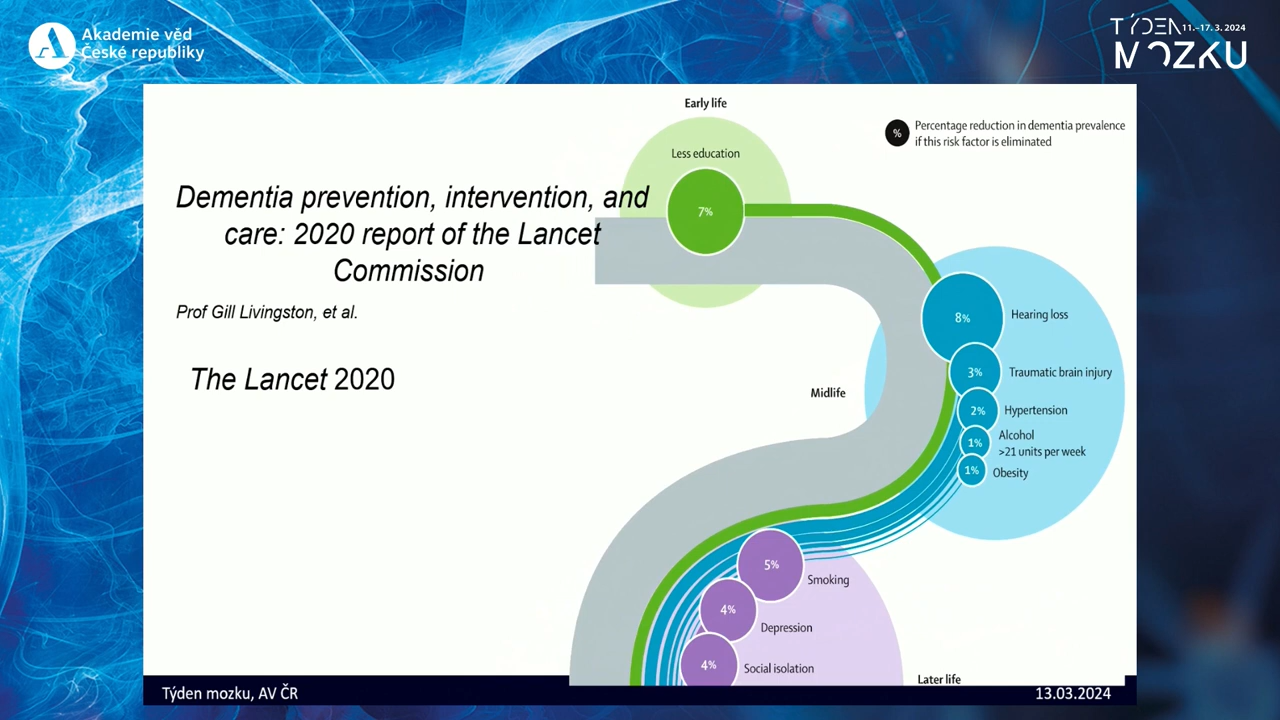 Akademie věd
České republiky
TÝDEN 11.–17. 3. 2024
MOZKU
Early life
% Percentage reduction in dementia prevalence
if this risk factor is eliminated
Less education
7%
Dementia prevention, intervention, and
care: 2020 report of the Lancet
Commission
Prof Gill Livingston, et al.
The Lancet 2020
8% Hearing loss
3% Traumatic brain injury
Midlife
2% Hypertension
1% Alcohol
>21 units per week
1% Obesity
5% Smoking
4% Depression
4% Social isolation
Later life
Týden mozku, AV ČR
13.03.2024